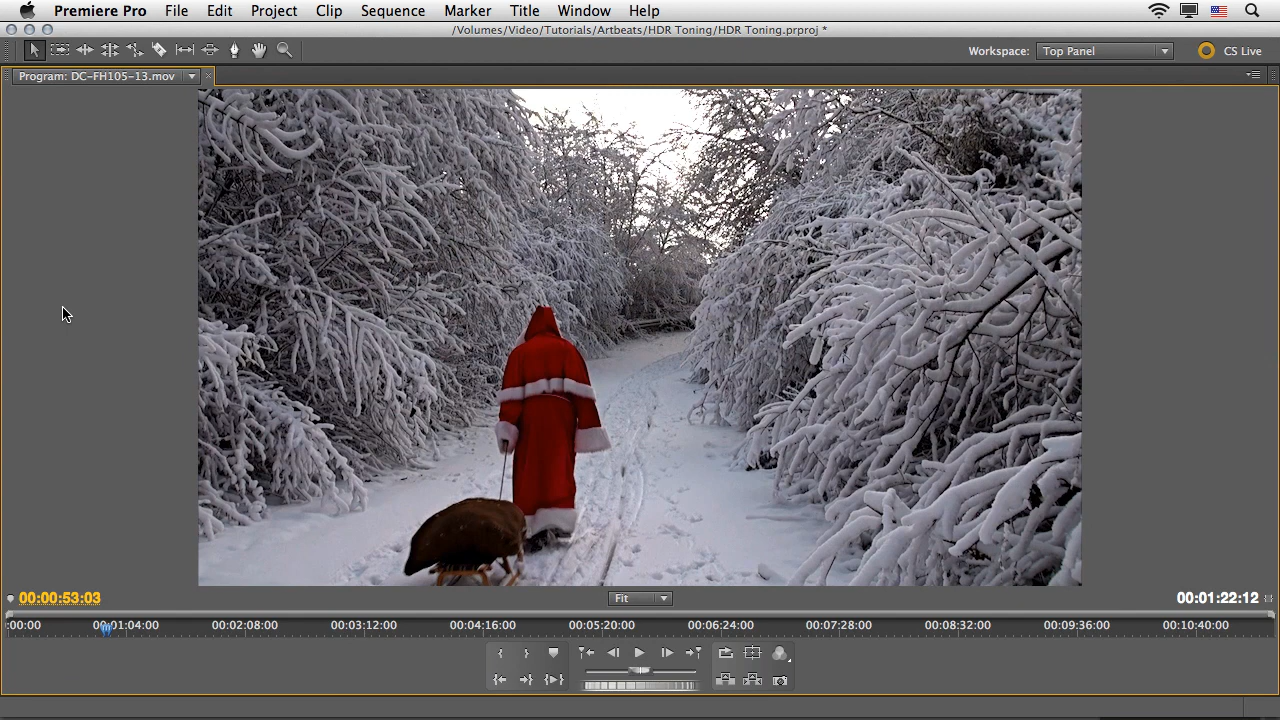 Premiere Pro File Edit Project Clip Sequence Marker Title Window Help
/Volumes/Video/Tutorials/Artbeats/HDR Toning/HDR Toning.prproj *
Workspace: Top Panel CS Live
Program: DC-FH105-13.mov
00:00:53:03 Fit 00:01:22:12
:00:00 00:01:04:00 00:02:08:00 00:03:12:00 00:04:16:00 00:05:20:00 00:06:24:00 00:07:28:00 00:08:32:00 00:09:36:00 00:10:40:00